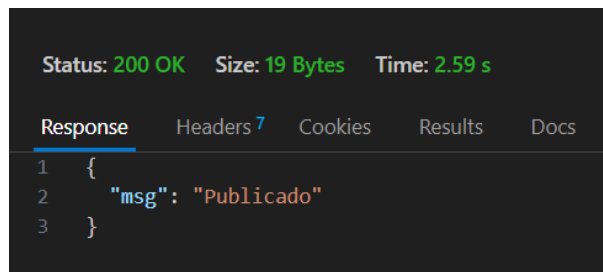 Status: 200 OK Size: 19 Bytes Time: 2.59 s
Response Headers 7 Cookies Results Docs
1 {
2 "msg": "Publicado"
3 }